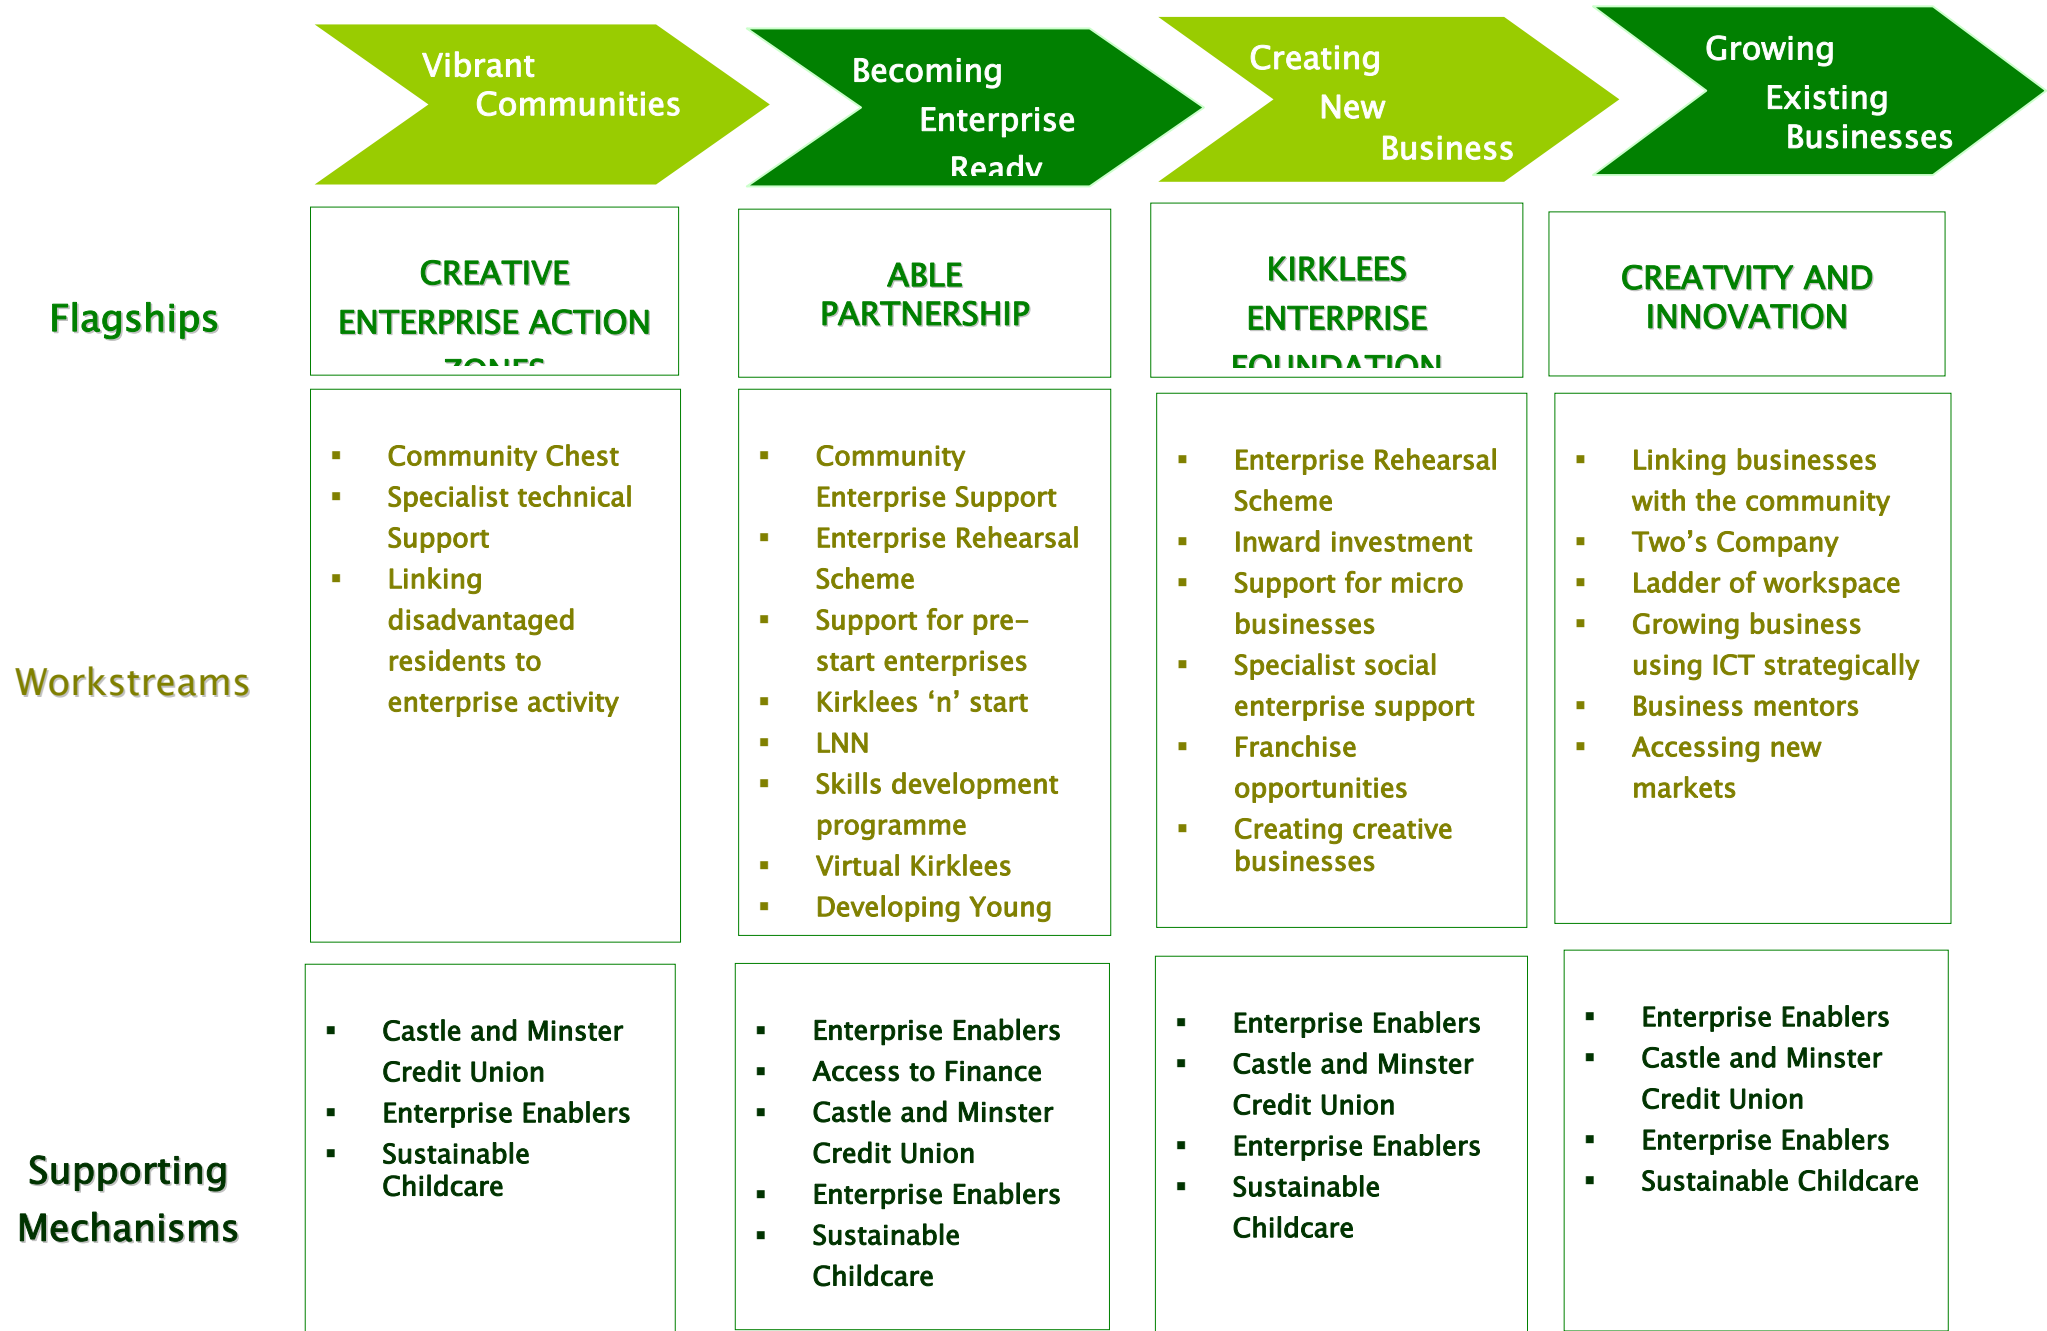 Vibrant
Communities
Becoming
Enterprise
Ready
Creating
New
Business
Growing
Existing
Businesses
Flagships
CREATIVE
ENTERPRISE ACTION
ZONES
ABLE
PARTNERSHIP
KIRKLEES
ENTERPRISE
FOUNDATION
CREATVITY AND
INNOVATION
Workstreams
▪ Community Chest
▪ Specialist technical
Support
▪ Linking
disadvantaged
residents to
enterprise activity
▪ Community
Enterprise Support
▪ Enterprise Rehearsal
Scheme
▪ Support for pre-
start enterprises
▪ Kirklees ‘n’ start
▪ LNN
▪ Skills development
programme
▪ Virtual Kirklees
▪ Developing Young
▪ Enterprise Rehearsal
Scheme
▪ Inward investment
▪ Support for micro
businesses
▪ Specialist social
enterprise support
▪ Franchise
opportunities
▪ Creating creative
businesses
▪ Linking businesses
with the community
▪ Two’s Company
▪ Ladder of workspace
▪ Growing business
using ICT strategically
▪ Business mentors
▪ Accessing new
markets
Supporting
Mechanisms
▪ Castle and Minster
Credit Union
▪ Enterprise Enablers
▪ Sustainable
Childcare
▪ Enterprise Enablers
▪ Access to Finance
▪ Castle and Minster
Credit Union
▪ Enterprise Enablers
▪ Sustainable
Childcare
▪ Enterprise Enablers
▪ Castle and Minster
Credit Union
▪ Enterprise Enablers
▪ Sustainable
Childcare
▪ Enterprise Enablers
▪ Castle and Minster
Credit Union
▪ Enterprise Enablers
▪ Sustainable Childcare